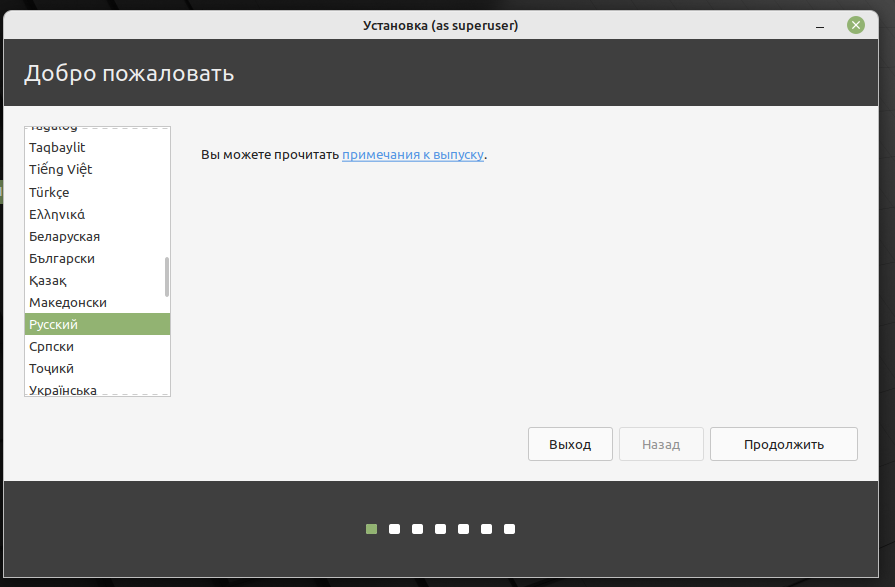 Установка (as superuser)
Добро пожаловать
Tagalog
Taqbaylit
Tiếng Việt
Türkçe
Ελληνικά
Беларуская
Български
Қазақ
Македонски
Русский
Српски
Тоҷикӣ
Українська
Вы можете прочитать примечания к выпуску.
Выход
Назад
Продолжить